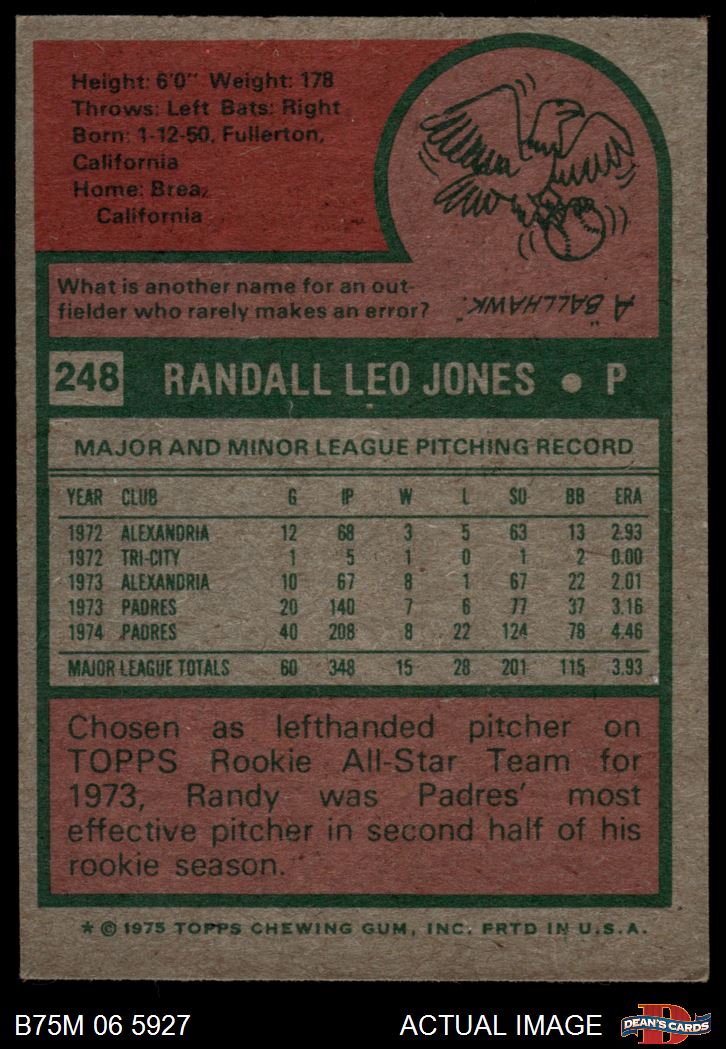 Height: 6'0" Weight: 178
Throws: Left Bats: Right
Born: 1-12-50, Fullerton,
California
Home: Brea,
California
What is another name for an out-
fielder who rarely makes an error?
A "BALLHAWK."
248 RANDALL LEO JONES • P
MAJOR AND MINOR LEAGUE PITCHING RECORD
YEAR CLUB G IP W L SO BB ERA
1972 ALEXANDRIA 12 68 3 5 63 13 2.93
1972 TRI-CITY 1 5 1 0 1 2 0.00
1973 ALEXANDRIA 10 67 8 1 67 22 2.01
1973 PADRES 20 140 7 6 77 37 3.16
1974 PADRES 40 208 8 22 124 78 4.46
MAJOR LEAGUE TOTALS 60 348 15 28 201 115 3.93
Chosen as lefthanded pitcher on
TOPPS Rookie All-Star Team for
1973, Randy was Padres' most
effective pitcher in second half of his
rookie season.
* © 1975 TOPPS CHEWING GUM, INC. PRTD IN U.S.A.
B75M 06 5927 ACTUAL IMAGE D DEAN'S CARDS